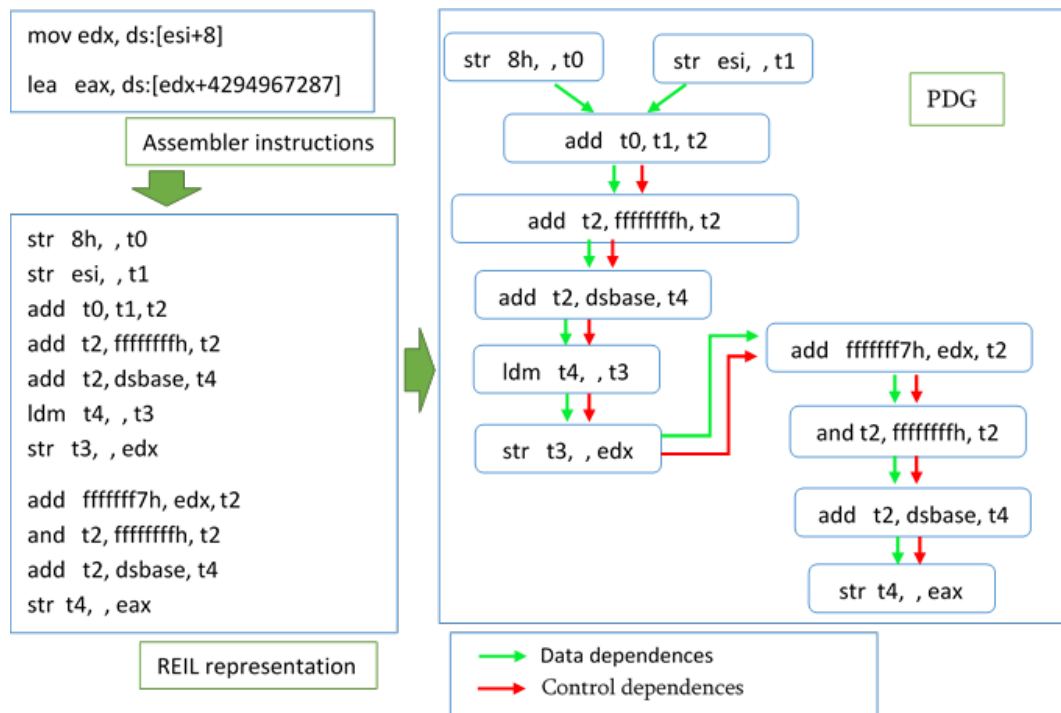 mov edx, ds:[esi+8]
lea eax, ds:[edx+4294967287]
Assembler instructions
str 8h, , t0
str esi, , t1
add t0, t1, t2
add t2, ffffffffh, t2
add t2, dsbase, t4
ldm t4, , t3
str t3, , edx
add fffffff7h, edx, t2
and t2, ffffffffh, t2
add t2, dsbase, t4
str t4, , eax
REIL representation
str 8h, , t0
str esi, , t1
PDG
add t0, t1, t2
add t2, ffffffffh, t2
add t2, dsbase, t4
ldm t4, , t3
str t3, , edx
add fffffff7h, edx, t2
and t2, ffffffffh, t2
add t2, dsbase, t4
str t4, , eax
Data dependences
Control dependences